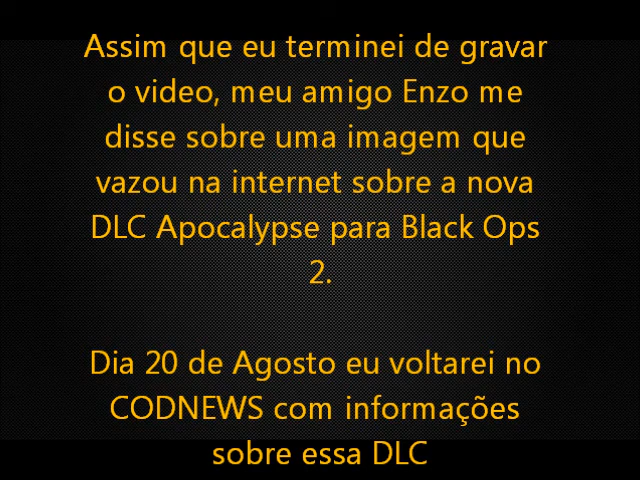 Assim que eu terminei de gravar
o video, meu amigo Enzo me
disse sobre uma imagem que
vazou na internet sobre a nova
DLC Apocalypse para Black Ops
2.
Dia 20 de Agosto eu voltarei no
CODNEWS com informações
sobre essa DLC